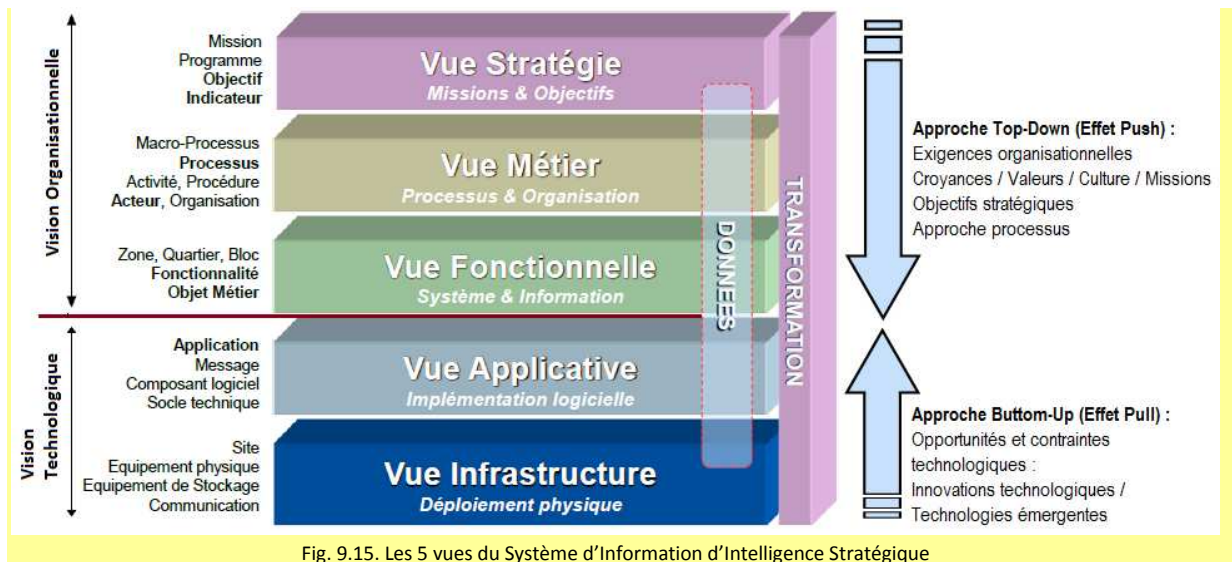 Vision Organisationnelle
Mission
Programme
Objectif
Indicateur
Vue Stratégie
Missions & Objectifs
Macro-Processus
Processus
Activité, Procédure
Acteur, Organisation
Vue Métier
Processus & Organisation
Zone, Quartier, Bloc
Fonctionnalité
Objet Métier
Vue Fonctionnelle
Système & Information
Vision
Technologique
Application
Message
Composant logiciel
Socle technique
Vue Applicative
Implémentation logicielle
Site
Equipement physique
Equipement de Stockage
Communication
Vue Infrastructure
Déploiement physique
DONNEES
TRANSFORMATION
Approche Top-Down (Effet Push) :
Exigences organisationnelles
Croyances / Valeurs / Culture / Missions
Objectifs stratégiques
Approche processus
Approche Buttom-Up (Effet Pull) :
Opportunités et contraintes
technologiques :
Innovations technologiques /
Technologies émergentes
Fig. 9.15. Les 5 vues du Système d’Information d’Intelligence Stratégique